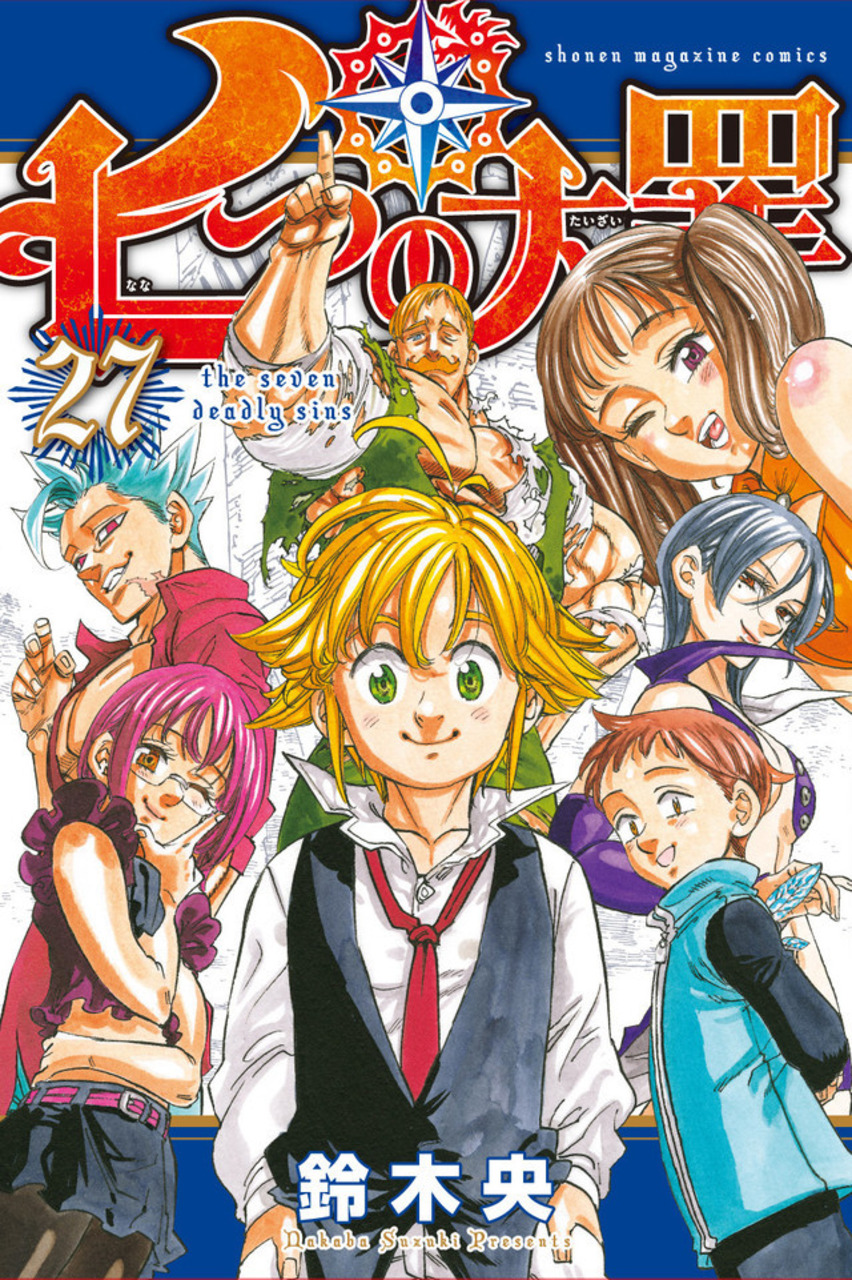 shonen magazine comics
七つの大罪
なな
たいざい
27
the seven
deadly sins
鈴木央
Nakaba Suzuki Presents